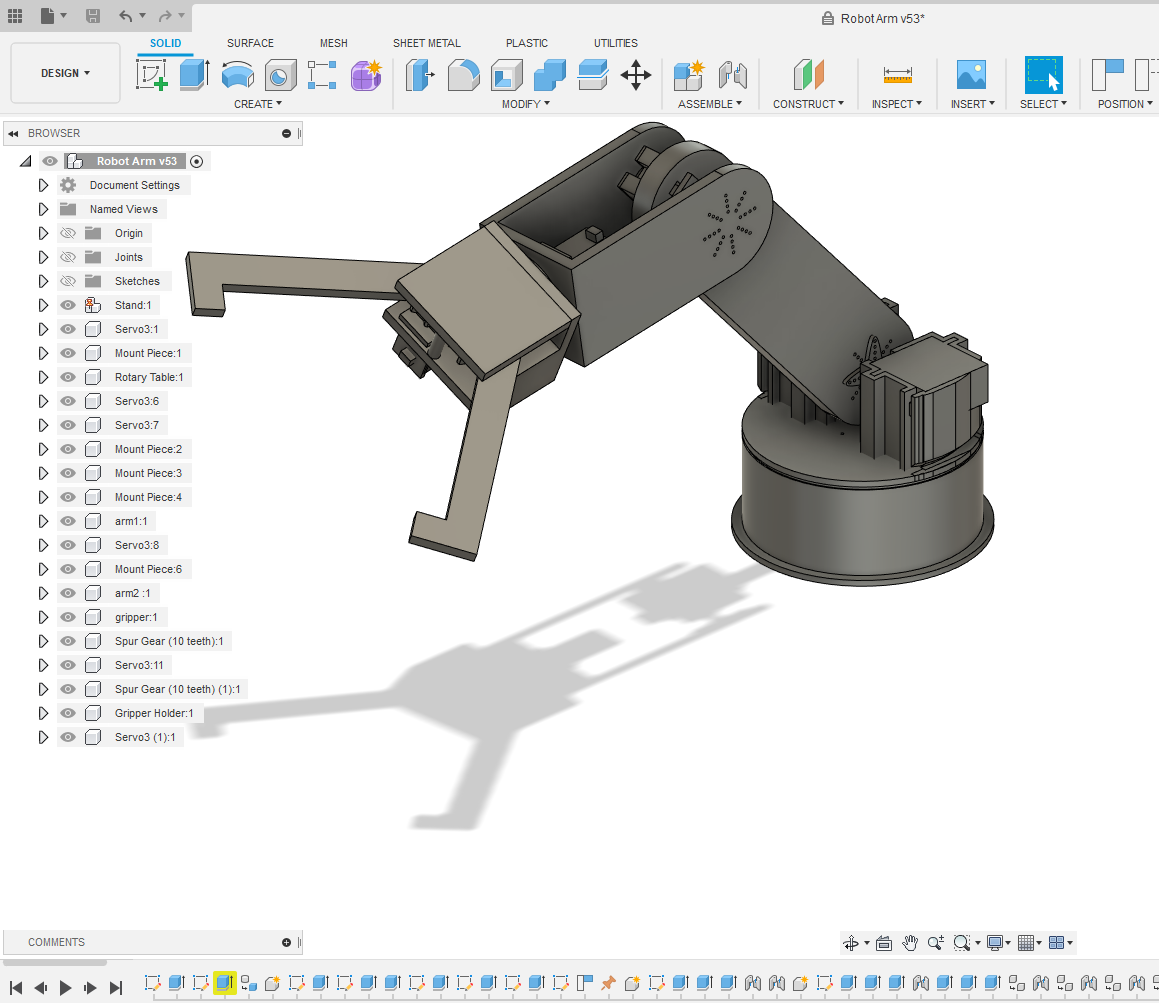 Robot Arm v53*
SOLID SURFACE MESH SHEET METAL PLASTIC UTILITIES
DESIGN
CREATE MODIFY ASSEMBLE CONSTRUCT INSPECT INSERT SELECT POSITION
BROWSER
Robot Arm v53
Document Settings
Named Views
Origin
Joints
Sketches
Stand:1
Servo3:1
Mount Piece:1
Rotary Table:1
Servo3:6
Servo3:7
Mount Piece:2
Mount Piece:3
Mount Piece:4
arm1:1
Servo3:8
Mount Piece:6
arm2 :1
gripper:1
Spur Gear (10 teeth):1
Servo3:11
Spur Gear (10 teeth) (1):1
Gripper Holder:1
Servo3 (1):1
COMMENTS